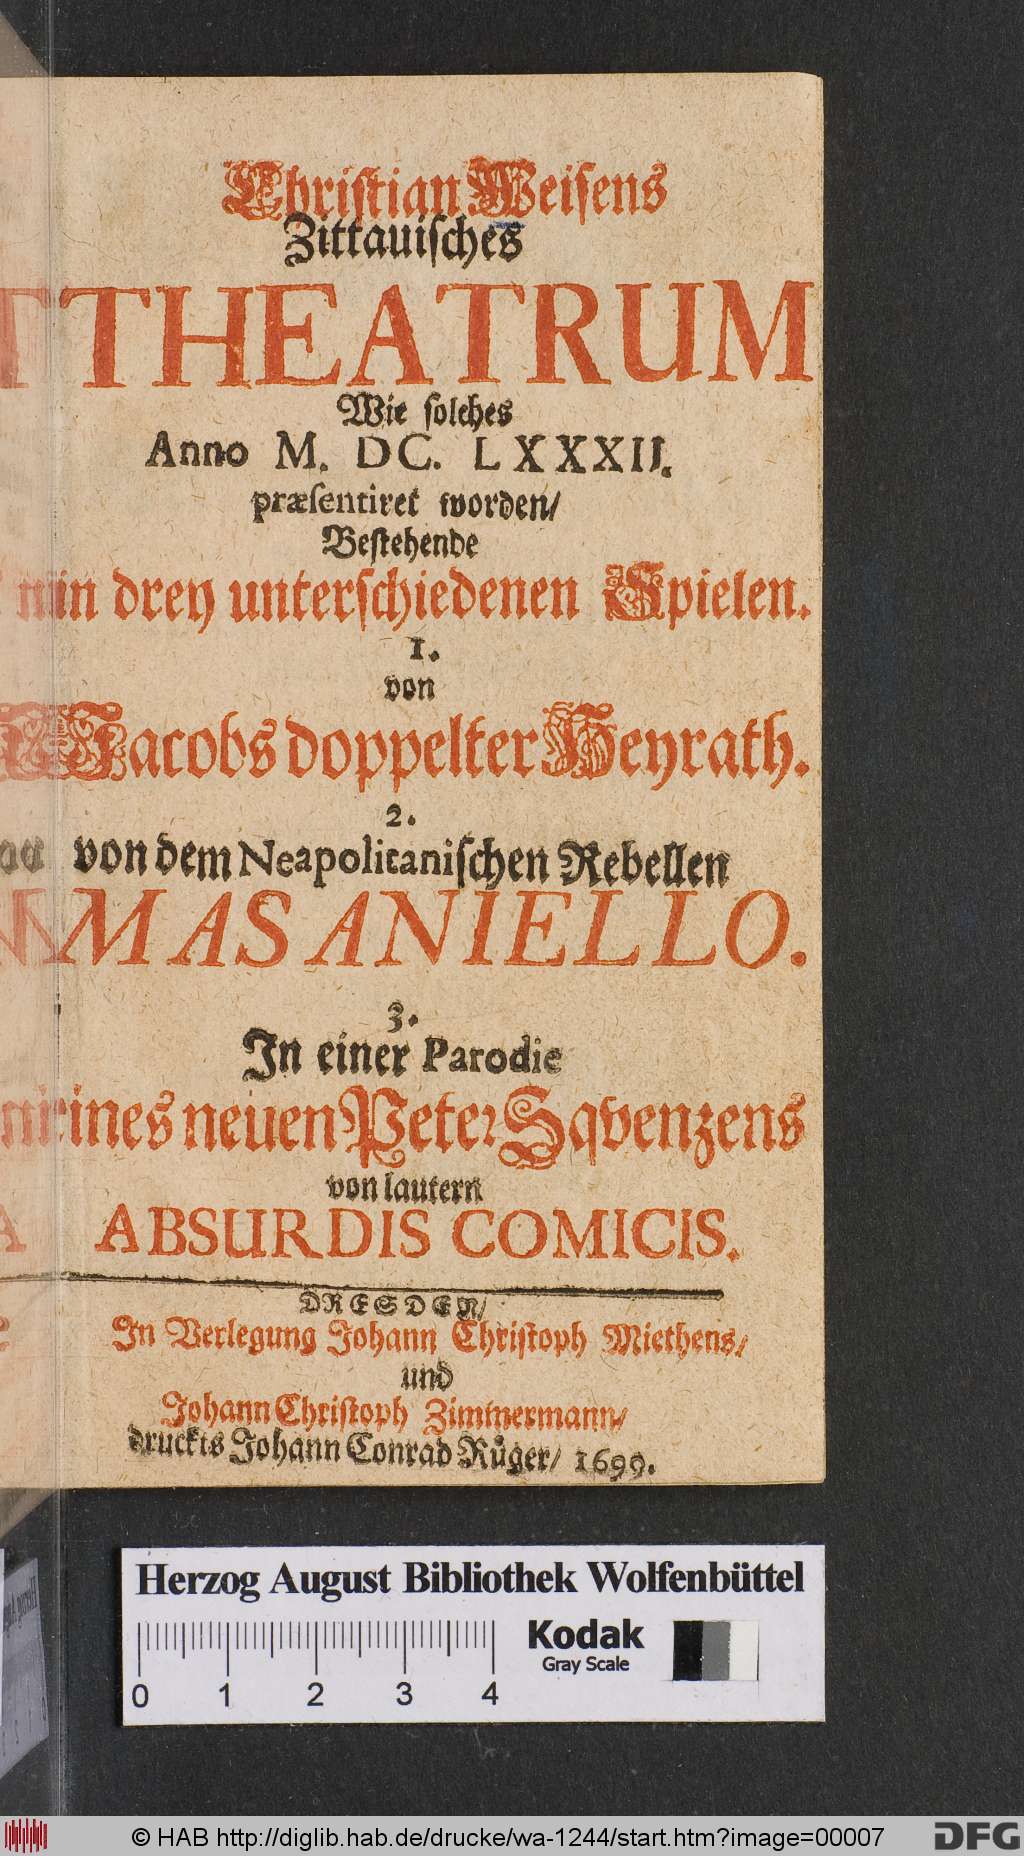 Christian Weisens
Zittauisches
THEATRUM
Wie solches
Anno M. DC. LXXXII.
præsentiret worden/
Bestehende
in drey unterschiedenen Spielen.
1.
von
Jacobs doppelter Heyrath.
2.
von dem Neapolitanischen Rebellen
MAS ANIELLO.
3.
In einer Parodie
eines neuen Peter Sqvenzens
von lautern
ABSURDIS COMICIS.
DRESDEN/
In Verlegung Johann Christoph Miethens/
und
Johann Christoph Zimmermann/
druckts Johann Conrad Rüger/ 1699.
Herzog August Bibliothek Wolfenbüttel
Kodak
Gray Scale
0 1 2 3 4
© HAB http://diglib.hab.de/drucke/wa-1244/start.htm?image=00007
DFG